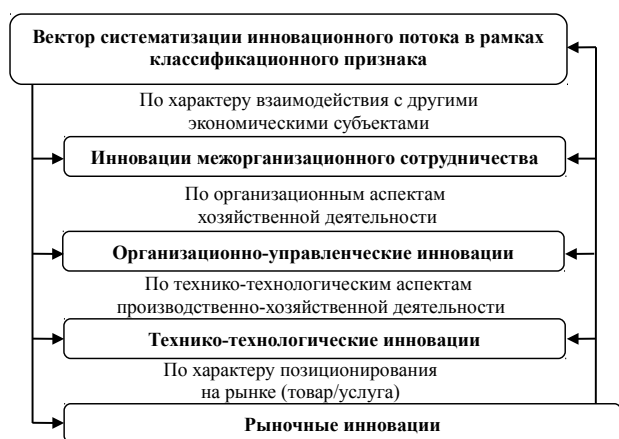 Вектор систематизации инновационного потока в рамках
классификационного признака
По характеру взаимодействия с другими
экономическими субъектами
Инновации межорганизационного сотрудничества
По организационным аспектам
хозяйственной деятельности
Организационно-управленческие инновации
По технико-технологическим аспектам
производственно-хозяйственной деятельности
Технико-технологические инновации
По характеру позиционирования
на рынке (товар/услуга)
Рыночные инновации